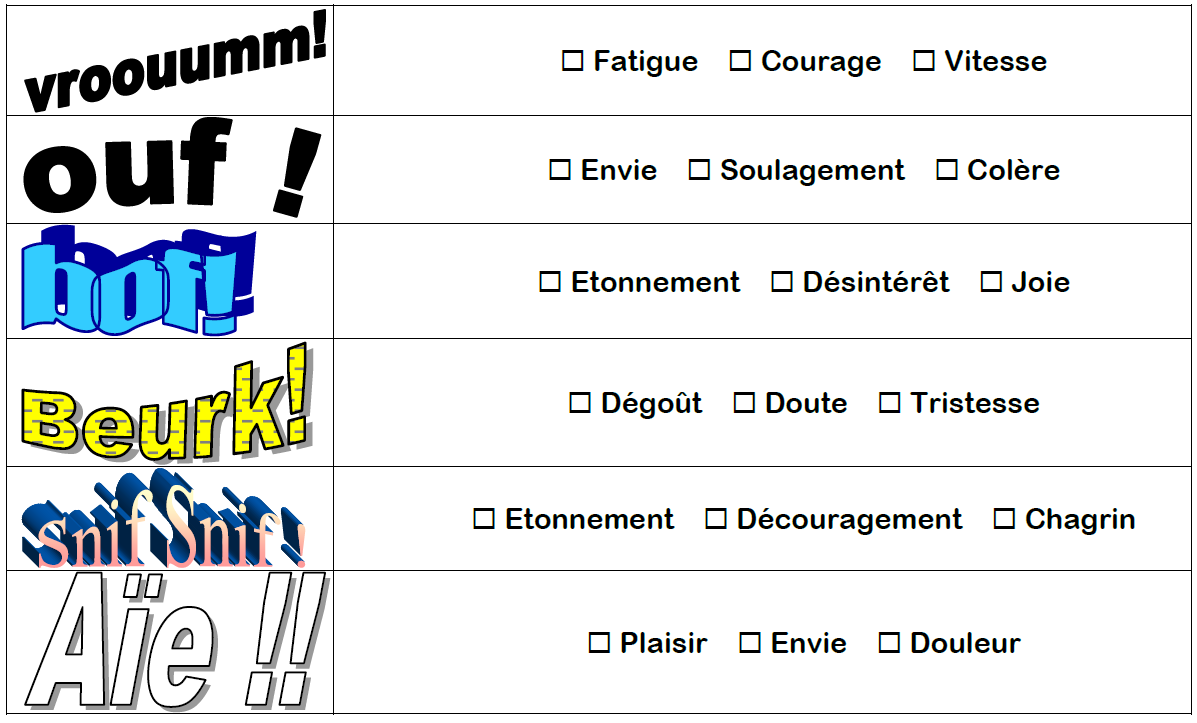 vroouumm!
☐ Fatigue ☐ Courage ☐ Vitesse
ouf !
☐ Envie ☐ Soulagement ☐ Colère
bof!
☐ Etonnement ☐ Désintérêt ☐ Joie
Beurk!
☐ Dégoût ☐ Doute ☐ Tristesse
Snif Snif !
☐ Etonnement ☐ Découragement ☐ Chagrin
Aïe !!
☐ Plaisir ☐ Envie ☐ Douleur